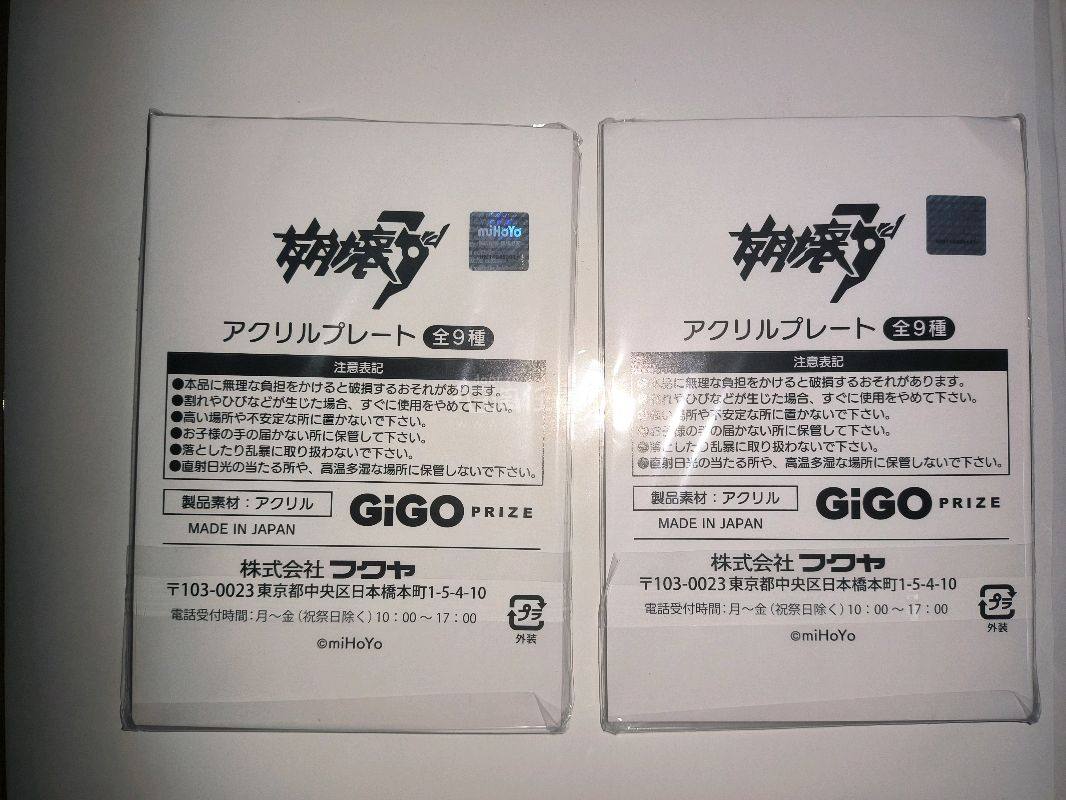 崩壊3rd
miHoYo
アクリルプレート 全9種
注意表記
●本品に無理な負担をかけると破損するおそれがあります。
●割れやひびなどが生じた場合、すぐに使用をやめて下さい。
●高い場所や不安定な所に置かないで下さい。
●お子様の手の届かない所に保管して下さい。
●落としたり乱暴に取り扱わないで下さい。
●直射日光の当たる所や、高温多湿な場所に保管しないで下さい。
製品素材：アクリル
GiGO PRIZE
MADE IN JAPAN
株式会社 フクヤ
〒103-0023 東京都中央区日本橋本町1-5-4-10
電話受付時間：月～金（祝祭日除く）10：00～17：00
プラ
外装
©miHoYo
崩壊3rd
アクリルプレート 全9種
注意表記
本品に無理な負担をかけると破損するおそれがあります。
れやひびなどが生じた場合、すぐに使用をやめて下さい。
場所や不安定な所に置かないで下さい。
お子様の手の届かない所に保管して下さい。
●落としたり乱暴に取り扱わないで下さい。
●直射日光の当たる所や、高温多湿な場所に保管しないで下さい。
製品素材：アクリル
GiGO PRIZE
MADE IN JAPAN
株式会社 フクヤ
〒103-0023 東京都中央区日本橋本町1-5-4-10
電話受付時間：月～金（祝祭日除く）10：00～17：00
プラ
外装
©miHoYo